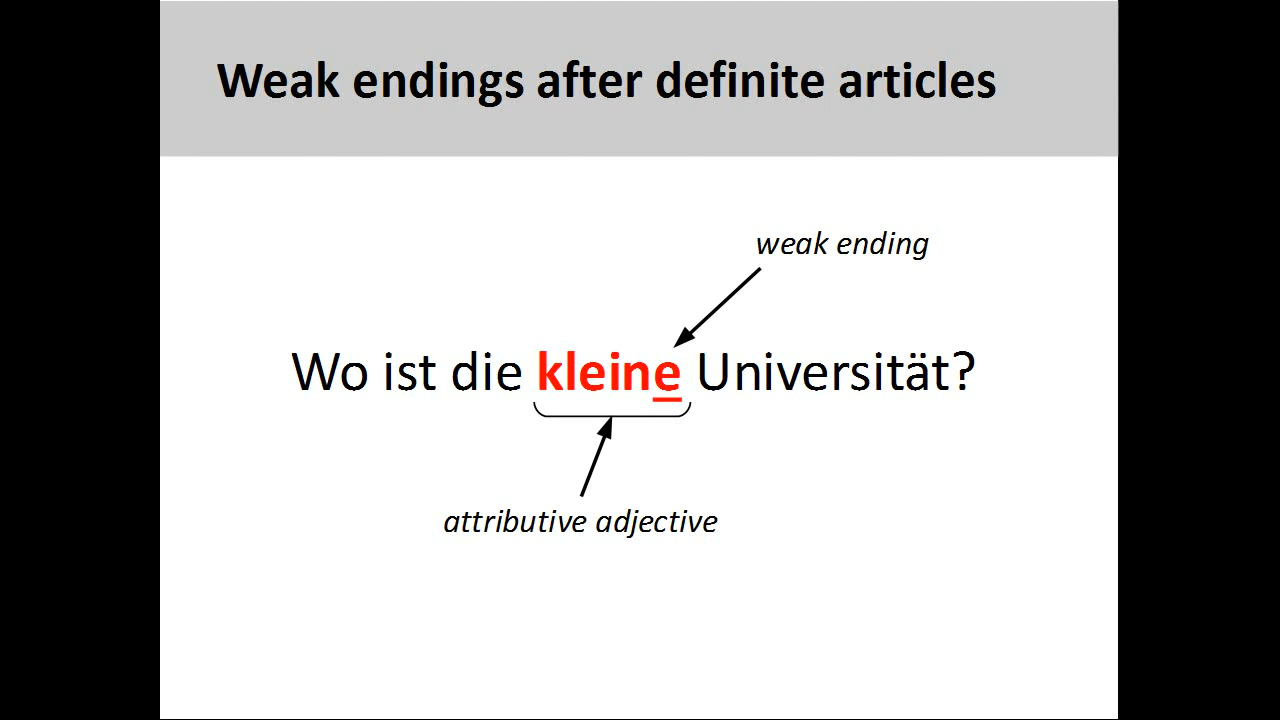 Weak endings after definite articles
weak ending
Wo ist die kleine Universität?
attributive adjective